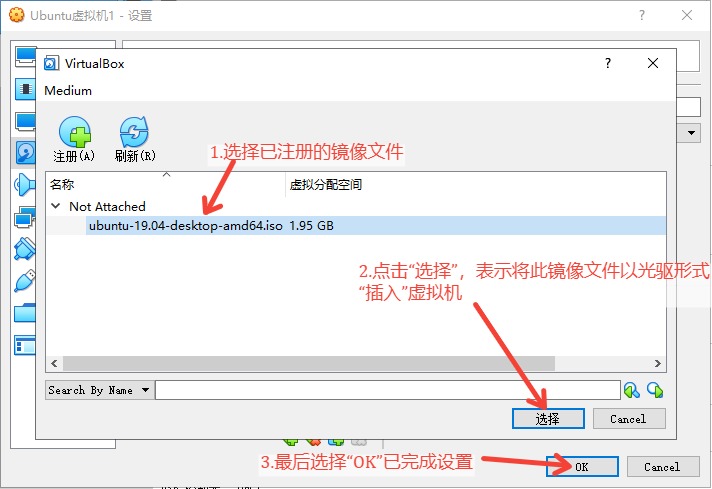 Ubuntu虚拟机1 - 设置
VirtualBox
Medium
注册(A)
刷新(R)
1.选择已注册的镜像文件
名称
虚拟分配空间
Not Attached
ubuntu-19.04-desktop-amd64.iso 1.95 GB
2.点击“选择”，表示将此镜像文件以光驱形式
“插入”虚拟机
Search By Name
选择
Cancel
3.最后选择“OK”已完成设置
OK
Cancel